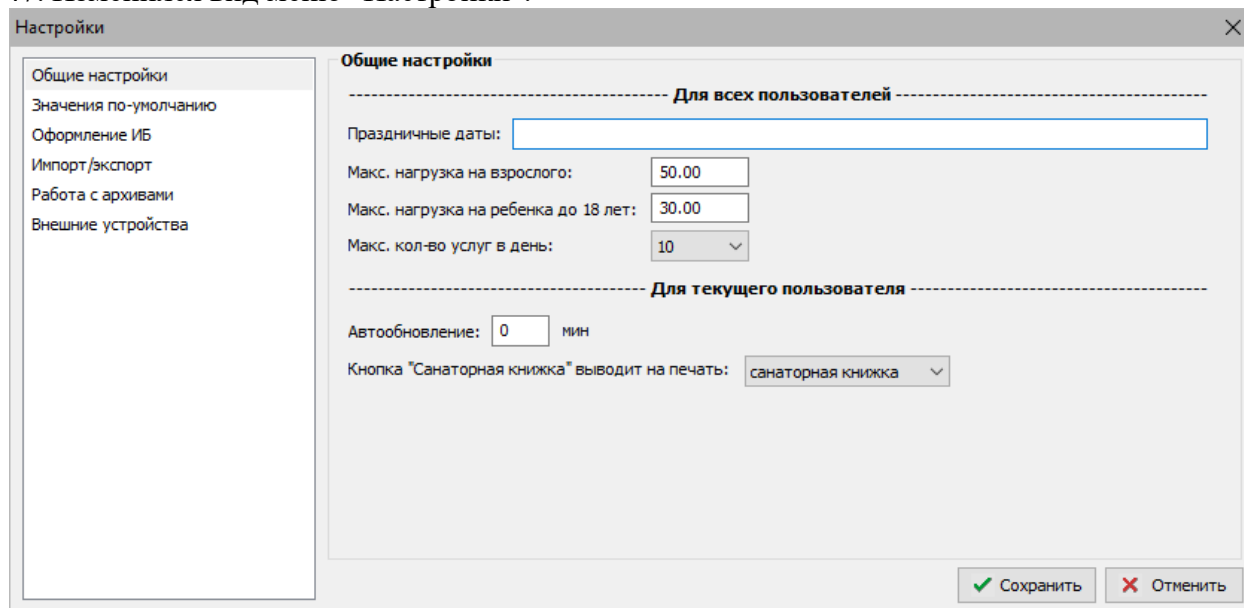 Настройки
Общие настройки
Значения по-умолчанию
Оформление ИБ
Импорт/экспорт
Работа с архивами
Внешние устройства
Общие настройки
Для всех пользователей
Праздничные даты:
Макс. нагрузка на взрослого: 50.00
Макс. нагрузка на ребенка до 18 лет: 30.00
Макс. кол-во услуг в день: 10
Для текущего пользователя
Автообновление: 0 мин
Кнопка "Санаторная книжка" выводит на печать: санаторная книжка
Сохранить Отменить